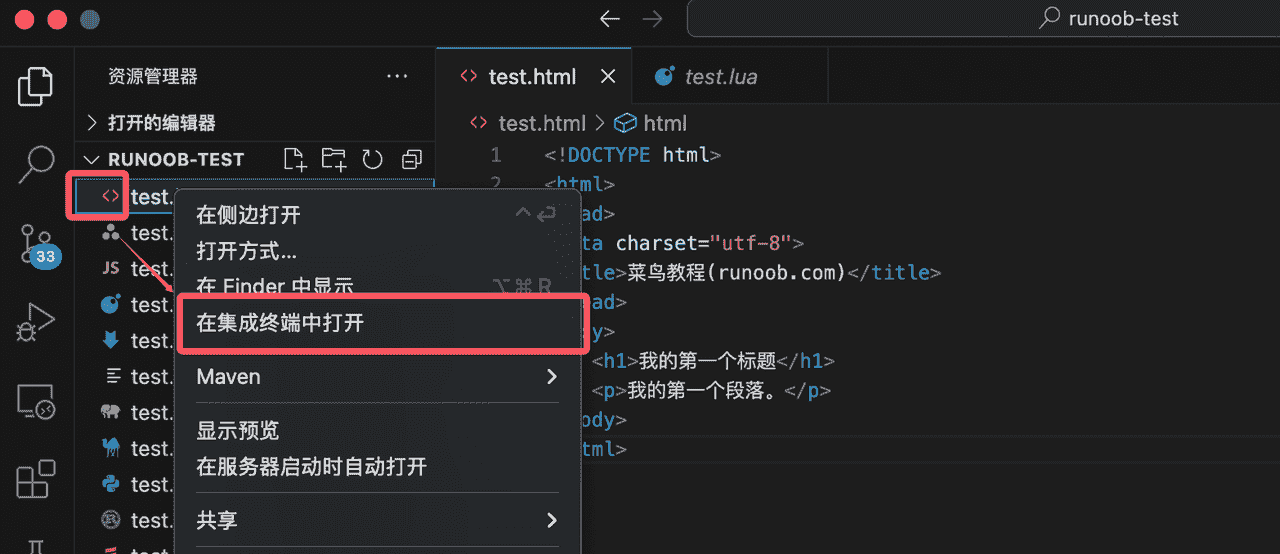 runoob-test
资源管理器 ···
test.html
test.lua
打开的编辑器
test.html > html
RUNOOB-TEST
1 <!DOCTYPE html>
2 <html>
test.
test.
JS test.
test.
test.
test.
test.
test.
test.
test.
33
在侧边打开
打开方式...
在 Finder 中显示 ⌥⌘R
在集成终端中打开
Maven
显示预览
在服务器启动时自动打开
共享
ad>
ta charset="utf-8">
tle>菜鸟教程(runoob.com)</title>
ad>
y>
<h1>我的第一个标题</h1>
<p>我的第一个段落。</p>
ody>
tml>